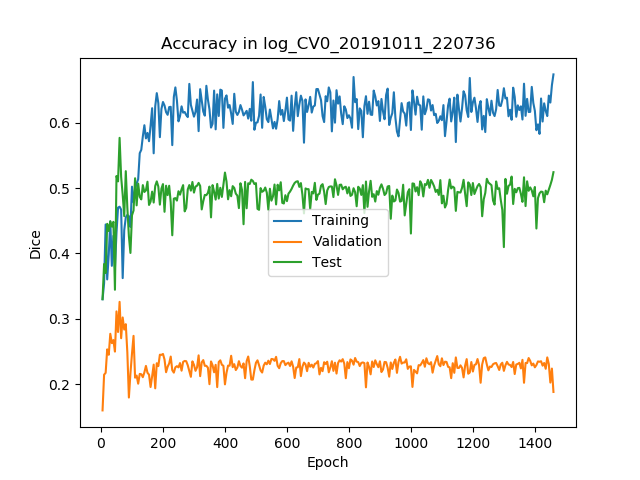 Accuracy in log_CV0_20191011_220736
Dice
0.6
0.5
0.4
0.3
0.2
Training
Validation
Test
0 200 400 600 800 1000 1200 1400
Epoch